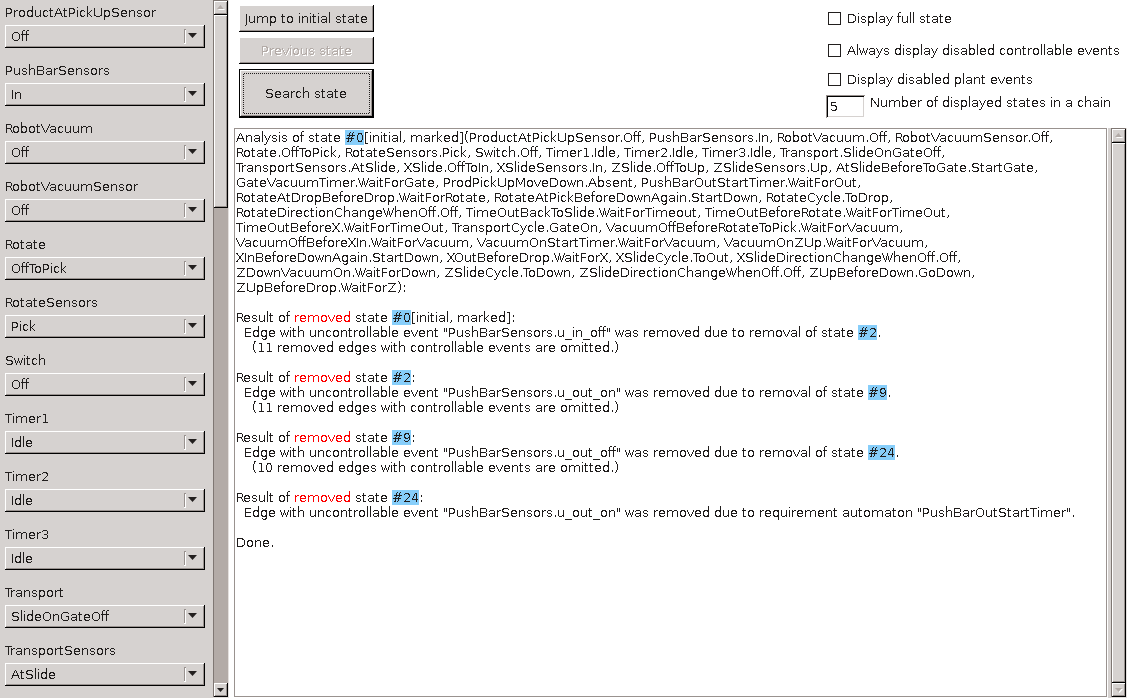 ProductAtPickUpSensor
Off
PushBarSensors
In
RobotVacuum
Off
RobotVacuumSensor
Off
Rotate
OffToPick
RotateSensors
Pick
Switch
Off
Timer1
Idle
Timer2
Idle
Timer3
Idle
Transport
SlideOnGateOff
TransportSensors
AtSlide
Jump to initial state
Previous state
Search state
Display full state
Always display disabled controllable events
Display disabled plant events
5 Number of displayed states in a chain
Analysis of state #0[initial, marked](ProductAtPickUpSensor.Off, PushBarSensors.In, RobotVacuum.Off, RobotVacuumSensor.Off,
Rotate.OffToPick, RotateSensors.Pick, Switch.Off, Timer1.Idle, Timer2.Idle, Timer3.Idle, Transport.SlideOnGateOff,
TransportSensors.AtSlide, XSlide.OffToIn, XSlideSensors.In, ZSlide.OffToUp, ZSlideSensors.Up, AtSlideBeforeToGate.StartGate,
GateVacuumTimer.WaitForGate, ProdPickUpMoveDown.Absent, PushBarOutStartTimer.WaitForOut,
RotateAtDropBeforeDrop.WaitForRotate, RotateAtPickBeforeDownAgain.StartDown, RotateCycle.ToDrop,
RotateDirectionChangeWhenOff.Off, TimeOutBackToSlide.WaitForTimeout, TimeOutBeforeRotate.WaitForTimeOut,
TimeOutBeforeX.WaitForTimeOut, TransportCycle.GateOn, VacuumOffBeforeRotateToPick.WaitForVacuum,
VacuumOffBeforeXIn.WaitForVacuum, VacuumOnStartTimer.WaitForVacuum, VacuumOnZUp.WaitForVacuum,
XInBeforeDownAgain.StartDown, XOutBeforeDrop.WaitForX, XSlideCycle.ToOut, XSlideDirectionChangeWhenOff.Off,
ZDownVacuumOn.WaitForDown, ZSlideCycle.ToDown, ZSlideDirectionChangeWhenOff.Off, ZUpBeforeDown.GoDown,
ZUpBeforeDrop.WaitForZ):
Result of removed state #0[initial, marked]:
Edge with uncontrollable event "PushBarSensors.u_in_off" was removed due to removal of state #2.
(11 removed edges with controllable events are omitted.)
Result of removed state #2:
Edge with uncontrollable event "PushBarSensors.u_out_on" was removed due to removal of state #9.
(11 removed edges with controllable events are omitted.)
Result of removed state #9:
Edge with uncontrollable event "PushBarSensors.u_out_off" was removed due to removal of state #24.
(10 removed edges with controllable events are omitted.)
Result of removed state #24:
Edge with uncontrollable event "PushBarSensors.u_out_on" was removed due to requirement automaton "PushBarOutStartTimer".
Done.